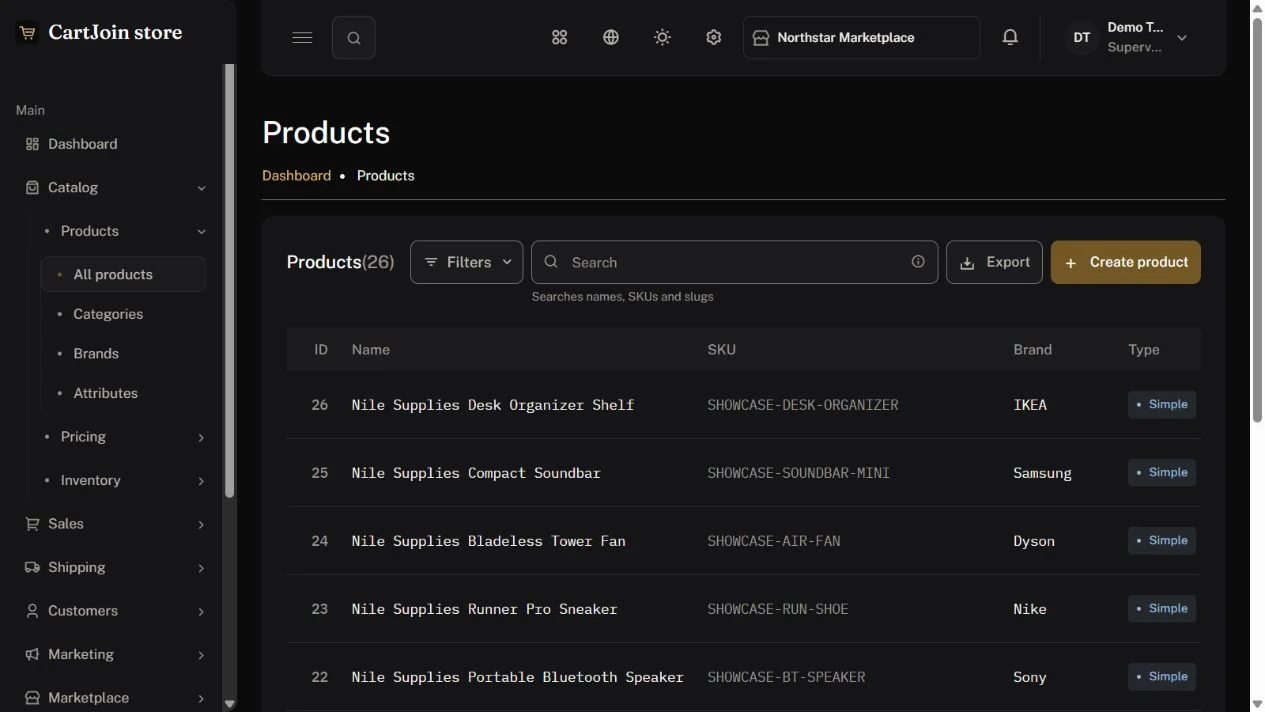 CartJoin store
Northstar Marketplace
DT
Demo T...
Superv...
Main
Dashboard
Catalog
Products
All products
Categories
Brands
Attributes
Pricing
Inventory
Sales
Shipping
Customers
Marketing
Marketplace
Products
Dashboard • Products
Products(26)
Filters
Search
Export
+ Create product
Searches names, SKUs and slugs
ID Name SKU Brand Type
26 Nile Supplies Desk Organizer Shelf SHOWCASE-DESK-ORGANIZER IKEA • Simple
25 Nile Supplies Compact Soundbar SHOWCASE-SOUNDBAR-MINI Samsung • Simple
24 Nile Supplies Bladeless Tower Fan SHOWCASE-AIR-FAN Dyson • Simple
23 Nile Supplies Runner Pro Sneaker SHOWCASE-RUN-SHOE Nike • Simple
22 Nile Supplies Portable Bluetooth Speaker SHOWCASE-BT-SPEAKER Sony • Simple